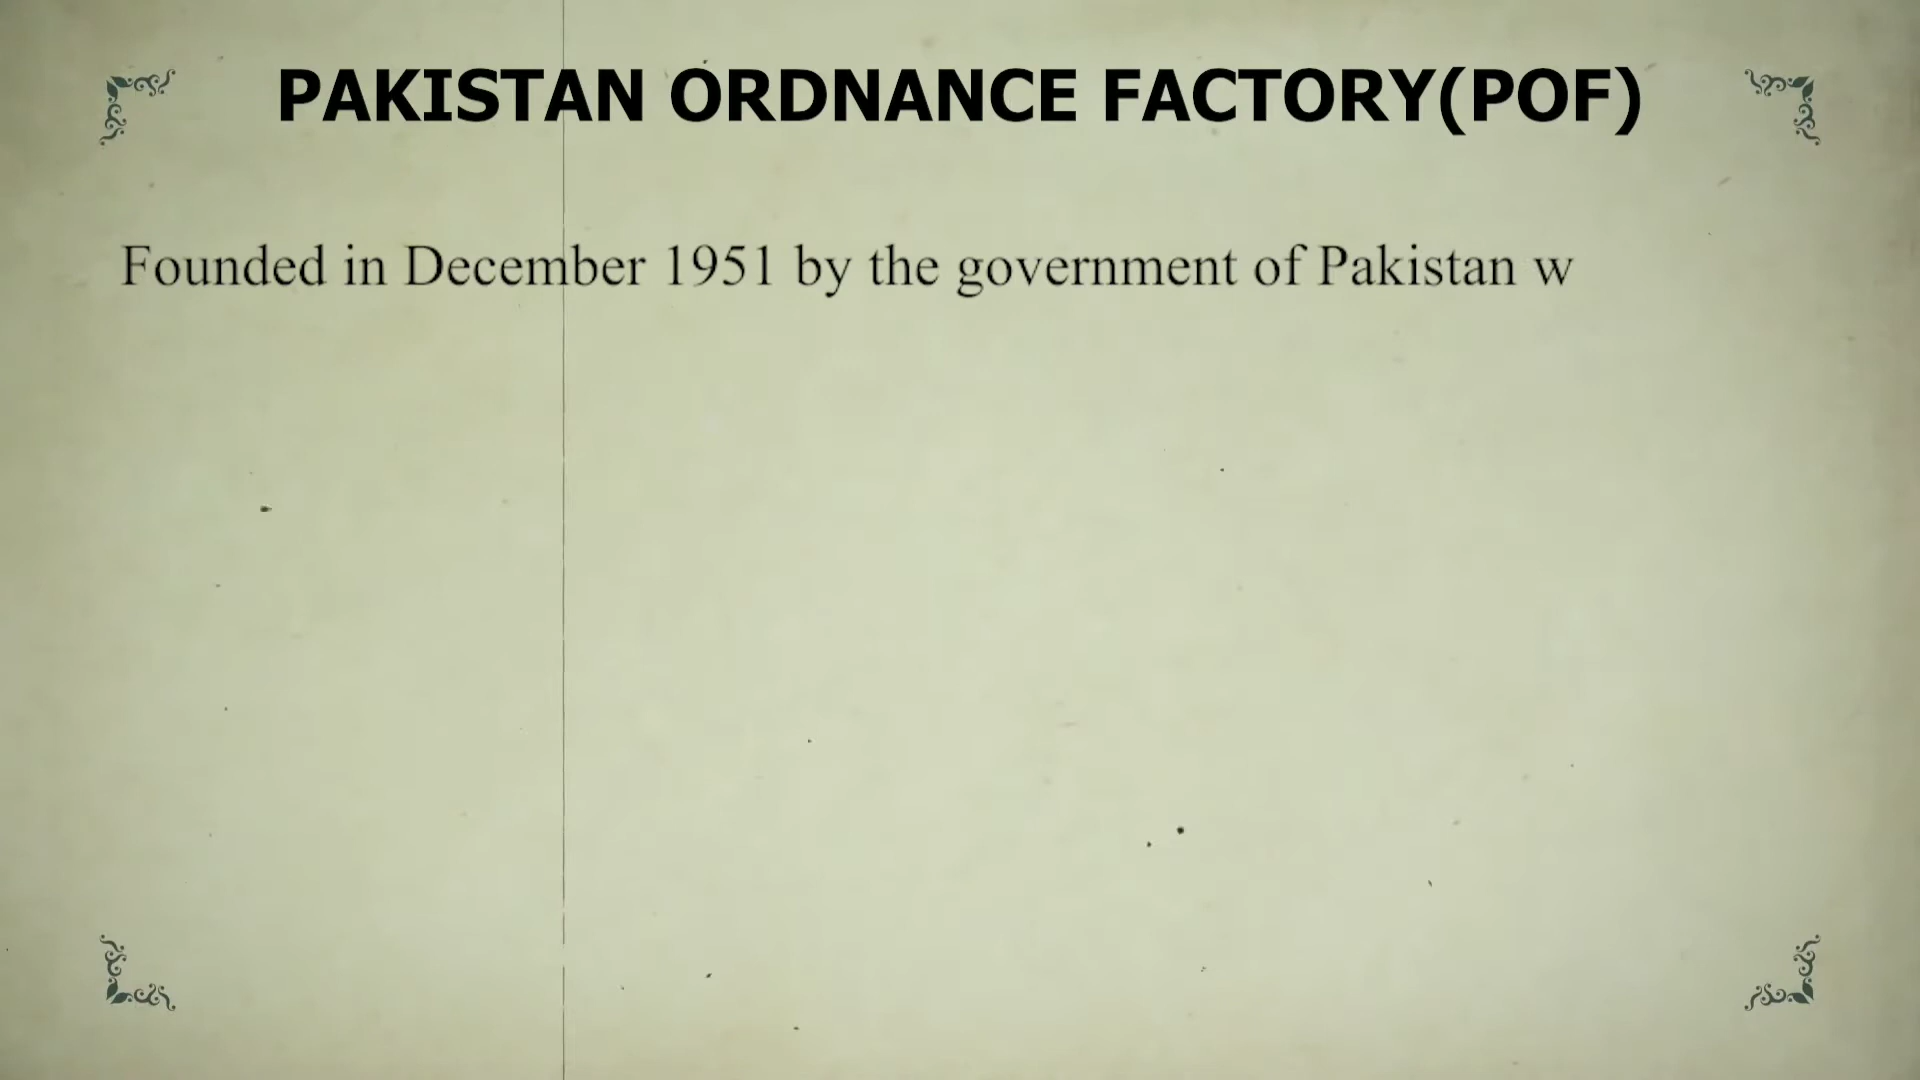 PAKISTAN ORDNANCE FACTORY(POF)
Founded in December 1951 by the government of Pakistan w